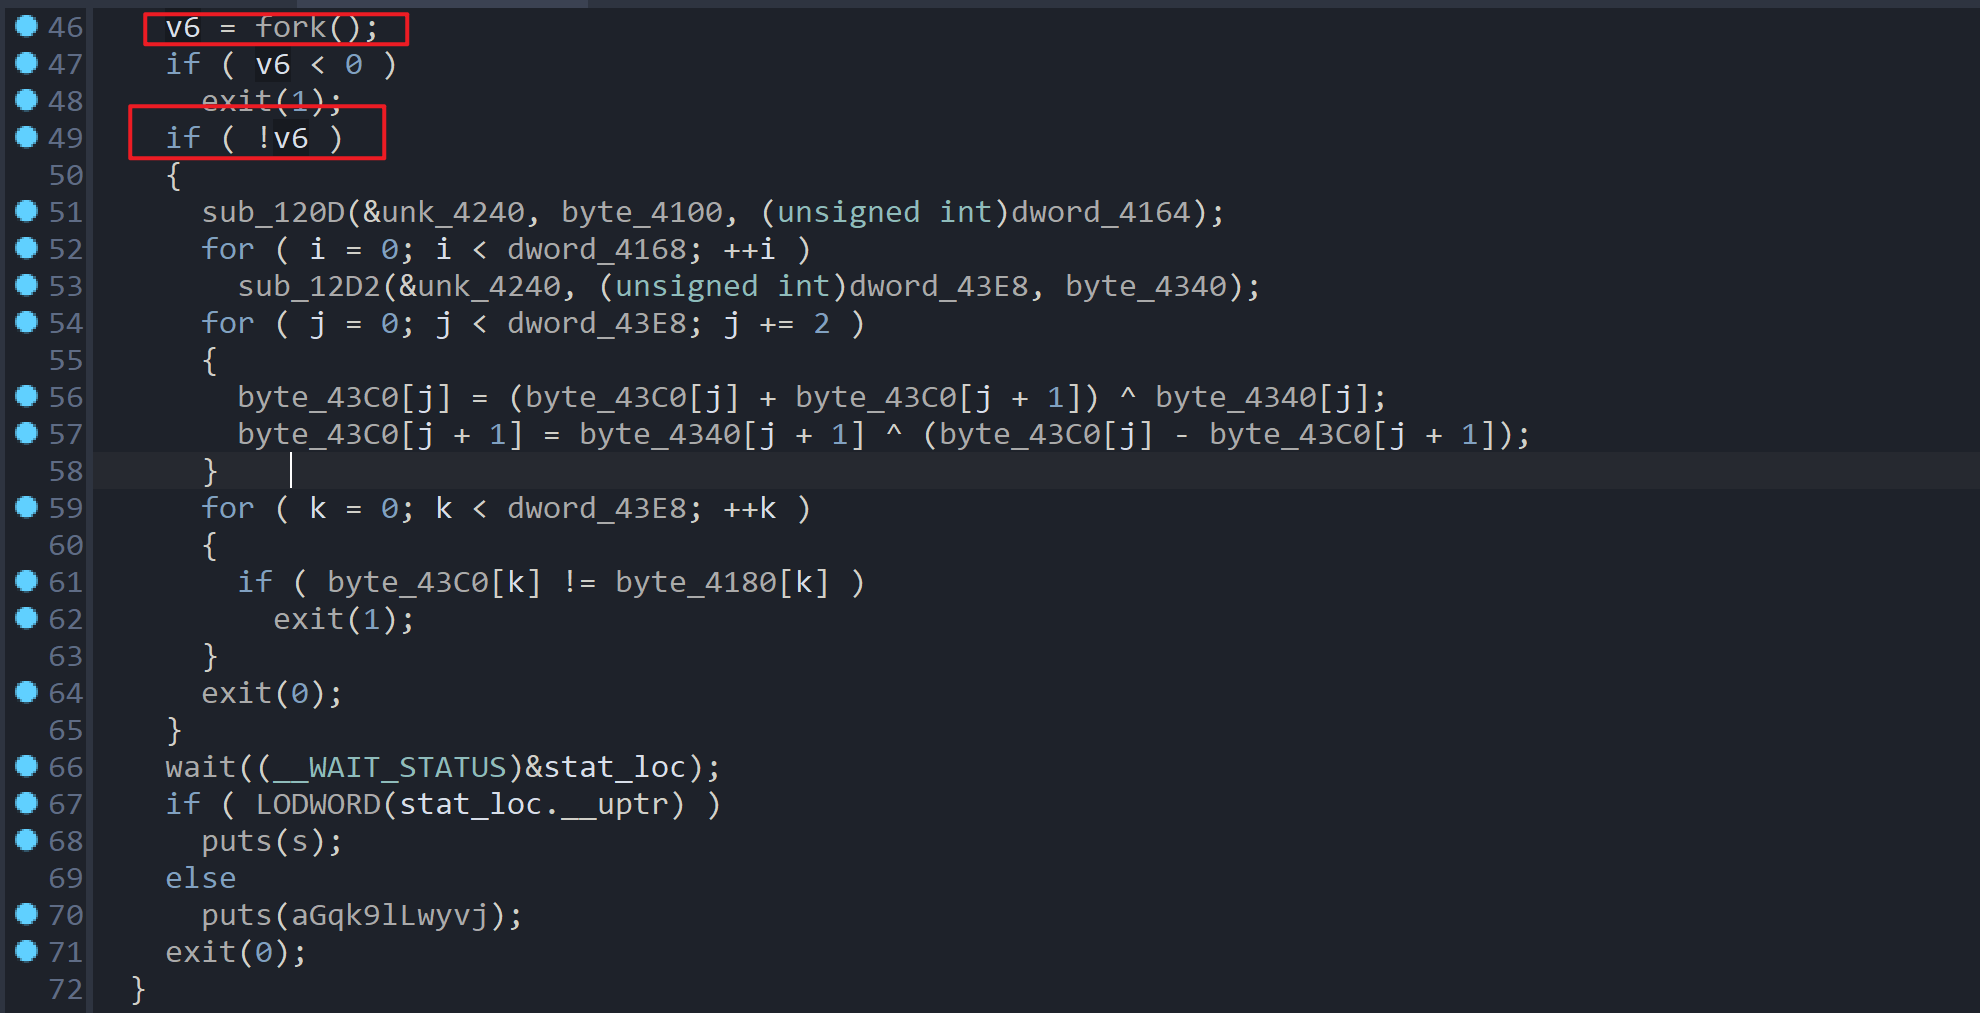 46 v6 = fork();
47 if ( v6 < 0 )
48 exit(1);
49 if ( !v6 )
50 {
51 sub_120D(&unk_4240, byte_4100, (unsigned int)dword_4164);
52 for ( i = 0; i < dword_4168; ++i )
53 sub_12D2(&unk_4240, (unsigned int)dword_43E8, byte_4340);
54 for ( j = 0; j < dword_43E8; j += 2 )
55 {
56 byte_43C0[j] = (byte_43C0[j] + byte_43C0[j + 1]) ^ byte_4340[j];
57 byte_43C0[j + 1] = byte_4340[j + 1] ^ (byte_43C0[j] - byte_43C0[j + 1]);
58 }
59 for ( k = 0; k < dword_43E8; ++k )
60 {
61 if ( byte_43C0[k] != byte_4180[k] )
62 exit(1);
63 }
64 exit(0);
65 }
66 wait((__WAIT_STATUS)&stat_loc);
67 if ( LODWORD(stat_loc.__uptr) )
68 puts(s);
69 else
70 puts(aGqk9lLwyvj);
71 exit(0);
72 }